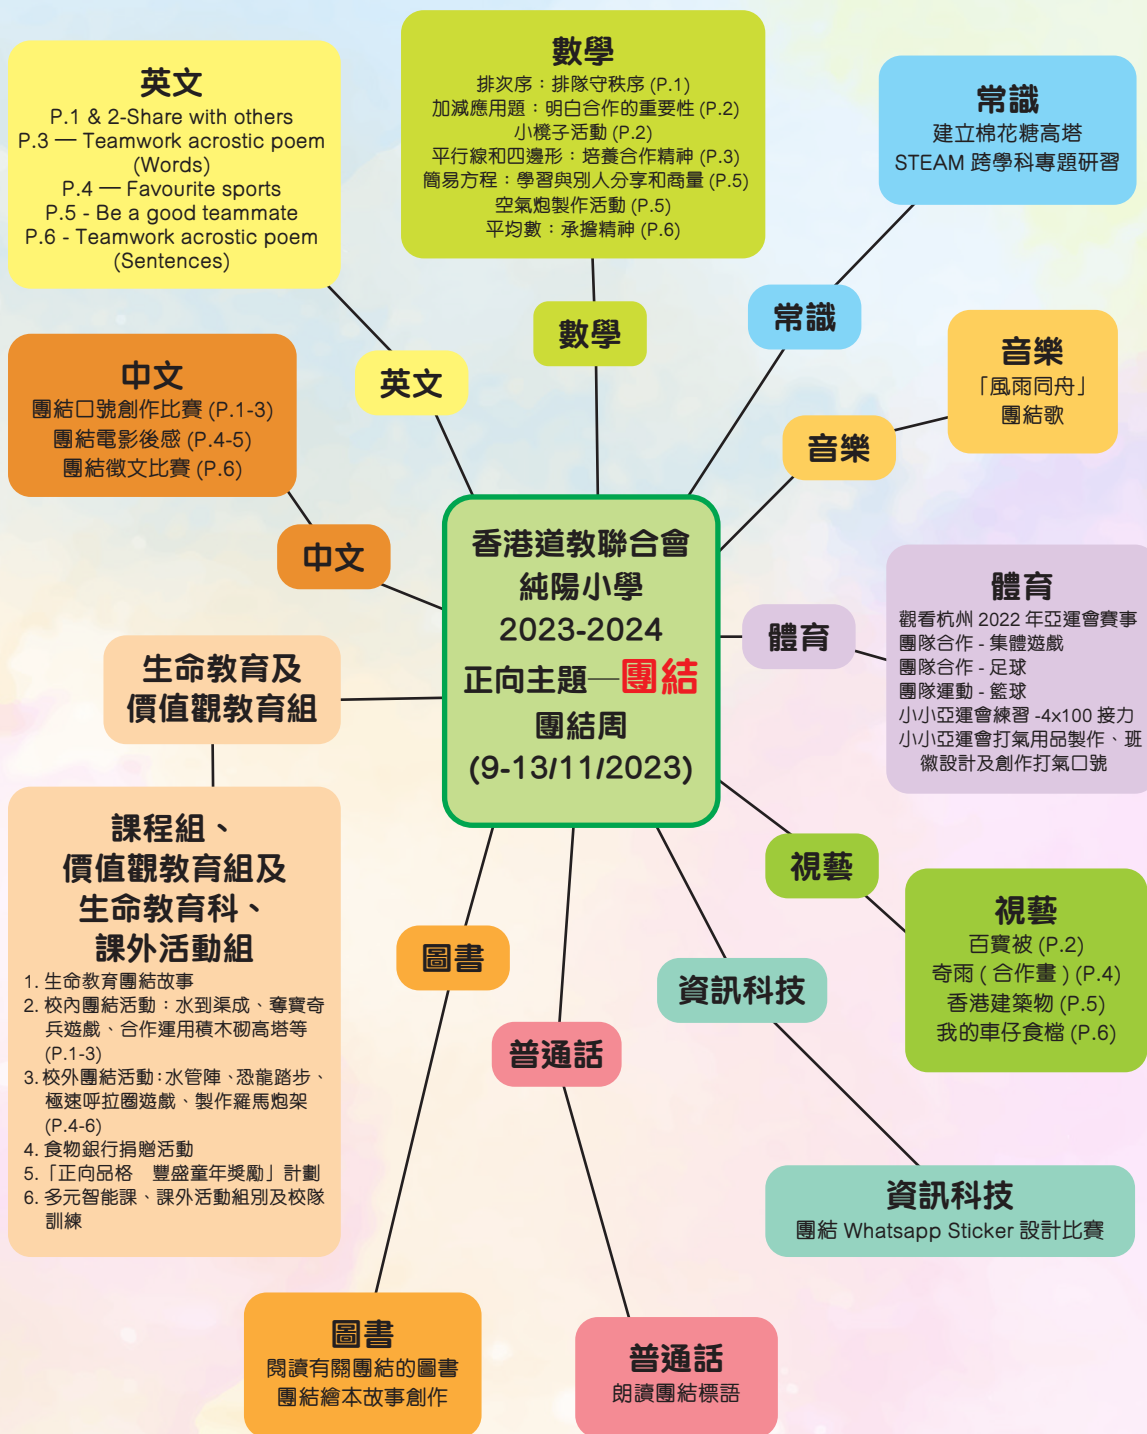 數學
排次序：排隊守秩序 (P.1)
加減應用題：明白合作的重要性 (P.2)
小櫈子活動 (P.2)
平行線和四邊形：培養合作精神 (P.3)
簡易方程：學習與別人分享和商量 (P.5)
空氣炮製作活動 (P.5)
平均數：承擔精神 (P.6)
英文
P.1 & 2-Share with others
P.3 — Teamwork acrostic poem
(Words)
P.4 — Favourite sports
P.5 - Be a good teammate
P.6 - Teamwork acrostic poem
(Sentences)
常識
建立棉花糖高塔
STEAM 跨學科專題研習
數學
常識
英文
音樂
「風雨同舟」
團結歌
中文
團結口號創作比賽 (P.1-3)
團結電影後感 (P.4-5)
團結徵文比賽 (P.6)
音樂
中文
香港道教聯合會
純陽小學
2023-2024
正向主題—團結
團結周
(9-13/11/2023)
體育
體育
觀看杭州 2022 年亞運會賽事
團隊合作 - 集體遊戲
團隊合作 - 足球
團隊運動 - 籃球
小小亞運會練習 -4x100 接力
小小亞運會打氣用品製作、班
徽設計及創作打氣口號
生命教育及
價值觀教育組
課程組、
價值觀教育組及
生命教育科、
課外活動組
1. 生命教育團結故事
2. 校內團結活動：水到渠成、奪寶奇
兵遊戲、合作運用積木砌高塔等
(P.1-3)
3. 校外團結活動：水管陣、恐龍踏步、
極速呼拉圈遊戲、製作羅馬炮架
(P.4-6)
4. 食物銀行捐贈活動
5.「正向品格　豐盛童年獎勵」計劃
6. 多元智能課、課外活動組別及校隊
訓練
視藝
視藝
百寶被 (P.2)
奇雨 ( 合作畫 ) (P.4)
香港建築物 (P.5)
我的車仔食檔 (P.6)
圖書
資訊科技
普通話
資訊科技
團結 Whatsapp Sticker 設計比賽
圖書
閱讀有關團結的圖書
團結繪本故事創作
普通話
朗讀團結標語